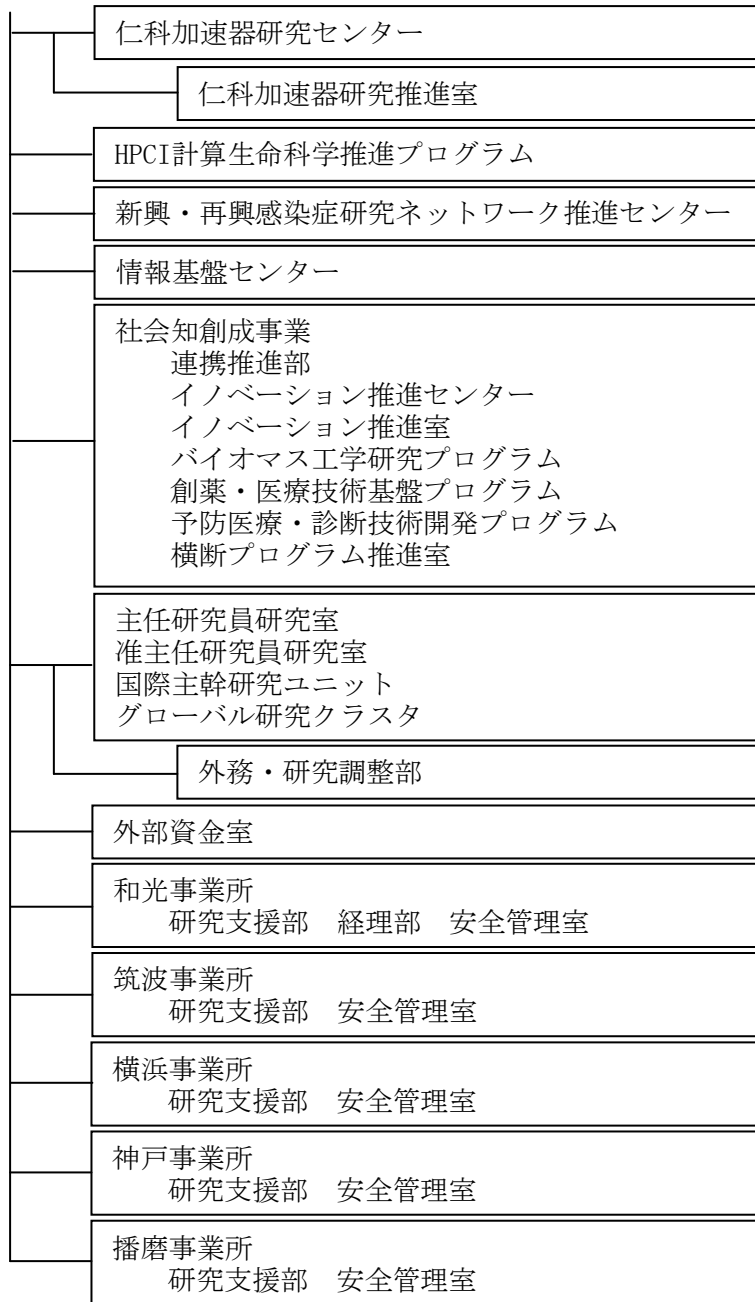 仁科加速器研究センター
仁科加速器研究推進室
HPCI計算生命科学推進プログラム
新興・再興感染症研究ネットワーク推進センター
情報基盤センター
社会知創成事業
連携推進部
イノベーション推進センター
イノベーション推進室
バイオマス工学研究プログラム
創薬・医療技術基盤プログラム
予防医療・診断技術開発プログラム
横断プログラム推進室
主任研究員研究室
准主任研究員研究室
国際主幹研究ユニット
グローバル研究クラスタ
外務・研究調整部
外部資金室
和光事業所
研究支援部　経理部　安全管理室
筑波事業所
研究支援部　安全管理室
横浜事業所
研究支援部　安全管理室
神戸事業所
研究支援部　安全管理室
播磨事業所
研究支援部　安全管理室